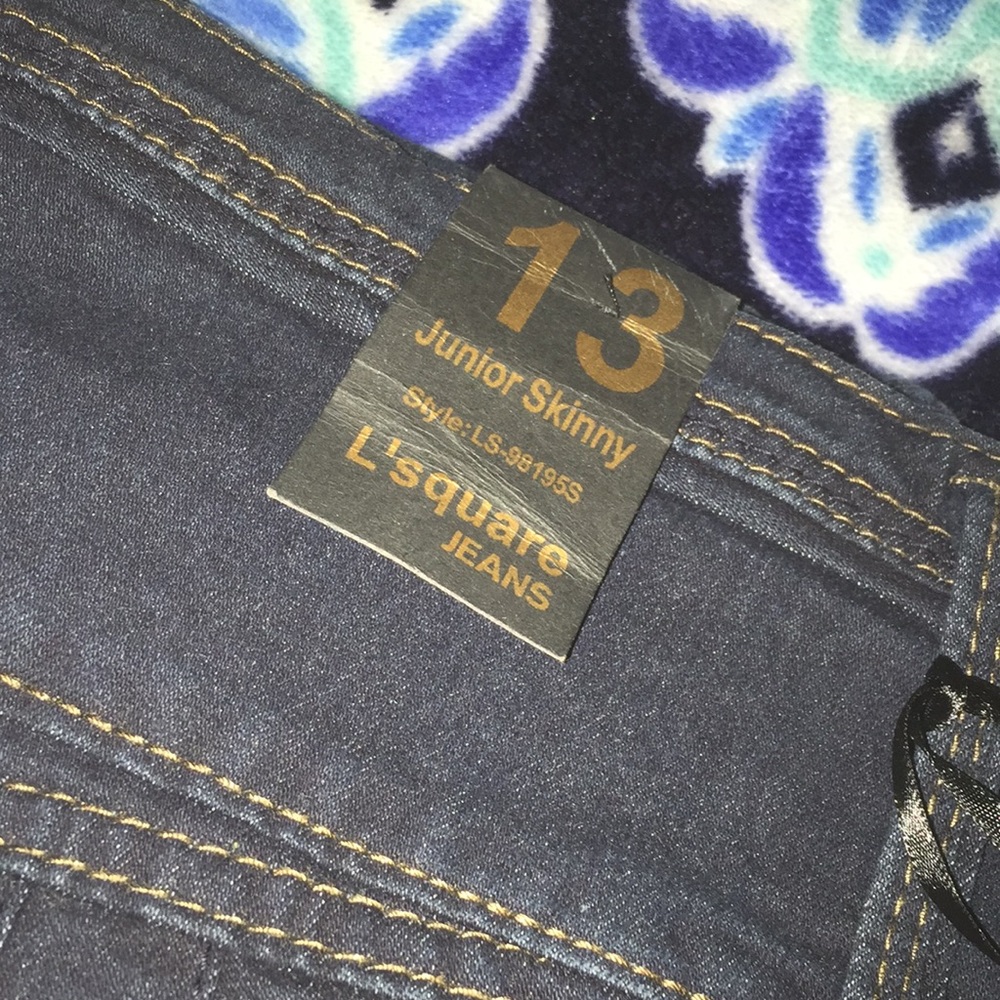 13
Junior Skinny
Style: LS-98195S
L'square
JEANS